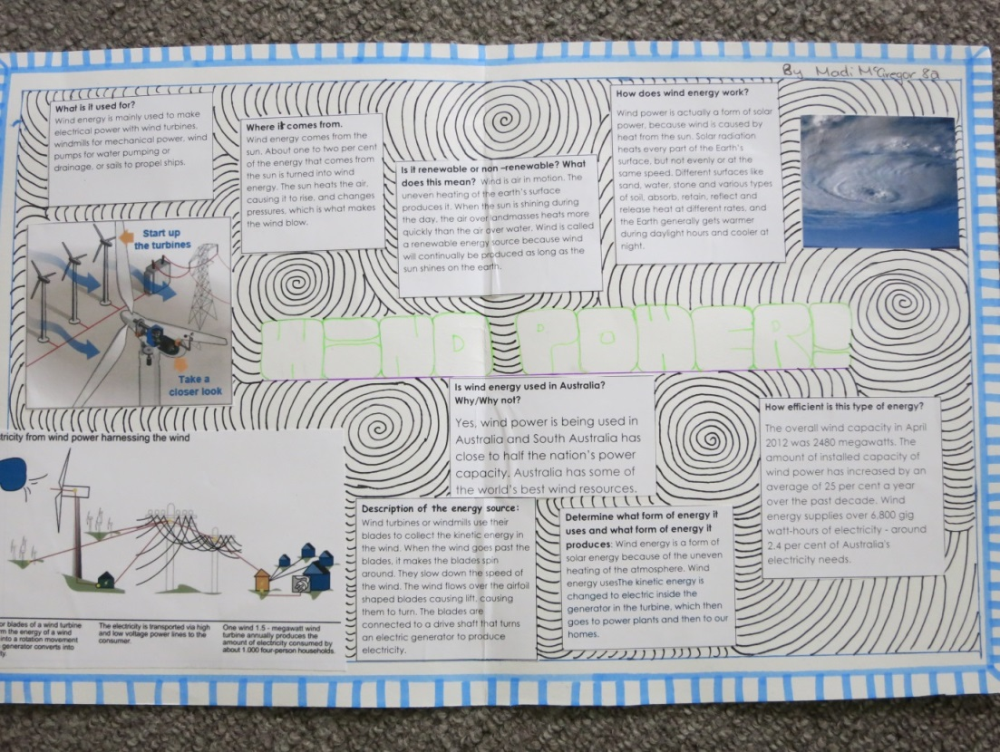 By Madi McGregor 8a
What is it used for?
Wind energy is mainly used to make
electrical power with wind turbines,
windmills for mechanical power, wind
pumps for water pumping or
drainage, or sails to propel ships.
Where it comes from.
Wind energy comes from the
sun. About one to two per cent
of the energy that comes from
the sun is turned into wind
energy. The sun heats the air,
causing it to rise, and changes
pressures, which is what makes
the wind blow.
Is it renewable or non –renewable? What
does this mean? Wind is air in motion. The
uneven heating of the earth's surface
produces it. When the sun is shining during
the day, the air over landmasses heats more
quickly than the air over water. Wind is called
a renewable energy source because wind
will continually be produced as long as the
sun shines on the earth.
How does wind energy work?
Wind power is actually a form of solar
power, because wind is caused by
heat from the sun. Solar radiation
heats every part of the Earth's
surface, but not evenly or at the
same speed. Different surfaces like
sand, water, stone and various types
of soil, absorb, retain, reflect and
release heat at different rates, and
the Earth generally gets warmer
during daylight hours and cooler at
night.
Start up
the turbines
Take a
closer look
WIND POWER!
tricity from wind power harnessing the wind
or blades of a wind turbine
rm the energy of a wind
into a rotation movement
generator converts into
ty.
The electricity is transported via high
and low voltage power lines to the
consumer.
One wind 1.5 - megawatt wind
turbine annually produces the
amount of electricity consumed by
about 1.000 four-person households.
Is wind energy used in Australia?
Why/Why not?
Yes, wind power is being used in
Australia and South Australia has
close to half the nation's power
capacity. Australia has some of
the world's best wind resources.
Description of the energy source:
Wind turbines or windmills use their
blades to collect the kinetic energy in
the wind. When the wind goes past the
blades, it makes the blades spin
around. They slow down the speed of
the wind. The wind flows over the airfoil
shaped blades causing lift, causing
them to turn. The blades are
connected to a drive shaft that turns
an electric generator to produce
electricity.
Determine what form of energy it
uses and what form of energy it
produces: Wind energy is a form of
solar energy because of the uneven
heating of the atmosphere. Wind
energy usesThe kinetic energy is
changed to electric inside the
generator in the turbine, which then
goes to power plants and then to our
homes.
How efficient is this type of energy?
The overall wind capacity in April
2012 was 2480 megawatts. The
amount of installed capacity of
wind power has increased by an
average of 25 per cent a year
over the past decade. Wind
energy supplies over 6,800 gig
watt-hours of electricity - around
2.4 per cent of Australia's
electricity needs.